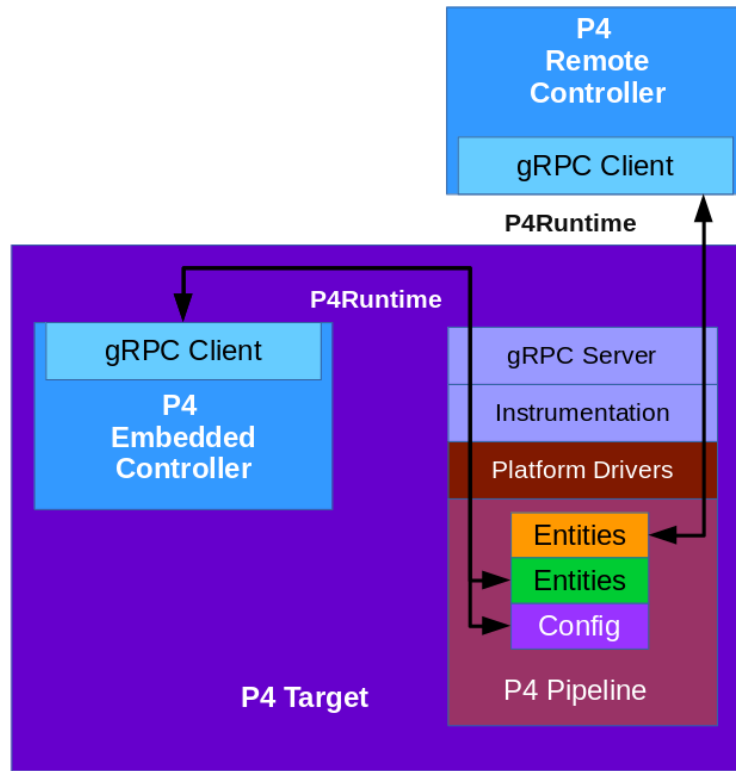 P4
Remote
Controller
gRPC Client
P4Runtime
P4Runtime
gRPC Client
P4
Embedded
Controller
gRPC Server
Instrumentation
Platform Drivers
Entities
Entities
Config
P4 Pipeline
P4 Target